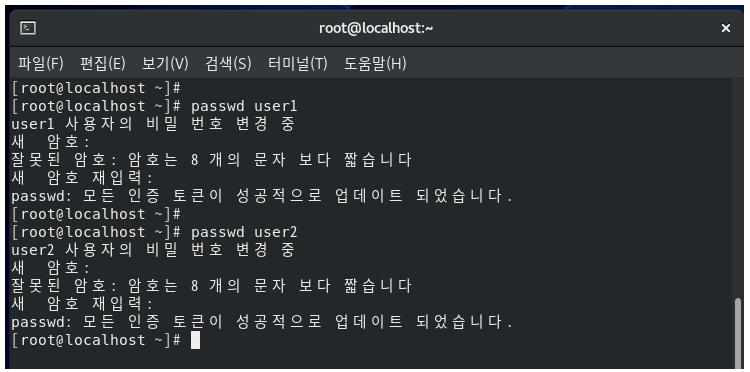 root@localhost:~
파일(F) 편집(E) 보기(V) 검색(S) 터미널(T) 도움말(H)
[root@localhost ~]#
[root@localhost ~]# passwd user1
user1 사용자의 비밀 번호 변경 중
새 암호:
잘못된 암호: 암호는 8 개의 문자 보다 짧습니다
새 암호 재입력:
passwd: 모든 인증 토큰이 성공적으로 업데이트 되었습니다.
[root@localhost ~]#
[root@localhost ~]# passwd user2
user2 사용자의 비밀 번호 변경 중
새 암호:
잘못된 암호: 암호는 8 개의 문자 보다 짧습니다
새 암호 재입력:
passwd: 모든 인증 토큰이 성공적으로 업데이트 되었습니다.
[root@localhost ~]#